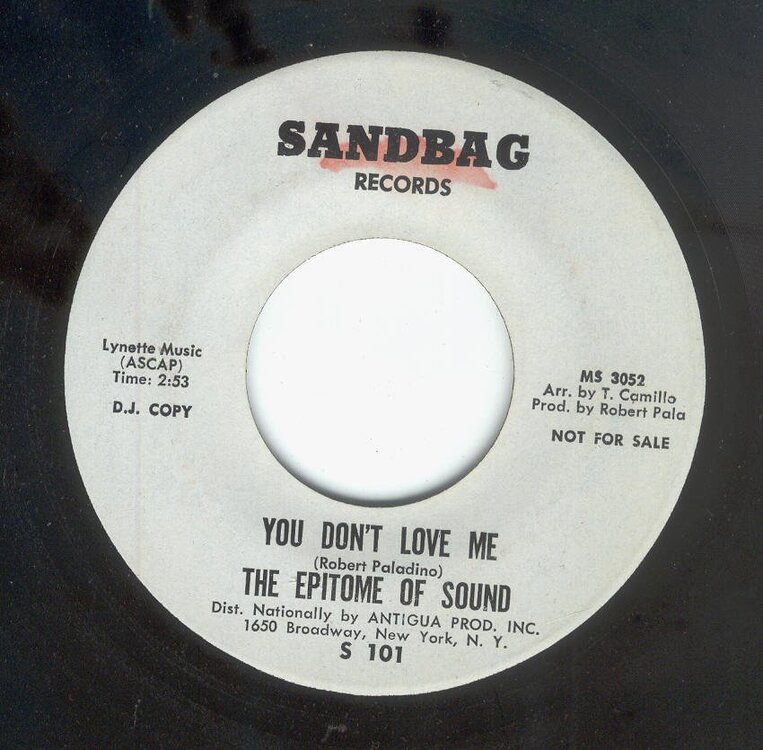 SANDBAG
RECORDS
Lynette Music
(ASCAP)
Time: 2:53
D.J. COPY
MS 3052
Arr. by T. Camillo
Prod. by Robert Pala
NOT FOR SALE
YOU DON'T LOVE ME
(Robert Paladino)
THE EPITOME OF SOUND
Dist. Nationally by ANTIGUA PROD. INC.
1650 Broadway, New York, N. Y.
S 101